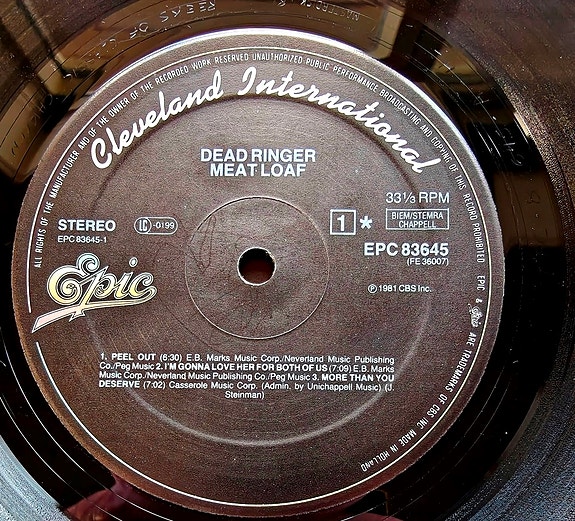 ALL RIGHTS OF THE MANUFACTURER AND OF THE OWNER OF THE RECORDED WORK RESERVED UNAUTHORIZED PUBLIC PERFORMANCE BROADCASTING AND COPYING OF THIS RECORD PROHIBITED EPIC & ARE TRADEMARKS OF CBS INC. MADE IN HOLLAND
Cleveland International
DEAD RINGER
MEAT LOAF
STEREO
EPC 83645-1
LC -0199
1 *
33⅓ RPM
BIEM/STEMRA
CHAPPELL
EPC 83645
(FE 36007)
℗ 1981 CBS Inc.
Epic
1. PEEL OUT (6:30) E.B. Marks Music Corp./Neverland Music Publishing
Co./Peg Music 2. I'M GONNA LOVE HER FOR BOTH OF US (7:09) E.B. Marks
Music Corp./Neverland Music Publishing Co./Peg Music 3. MORE THAN YOU
DESERVE (7:02) Casserole Music Corp. (Admin. by Unichappell Music) (J.
Steinman)